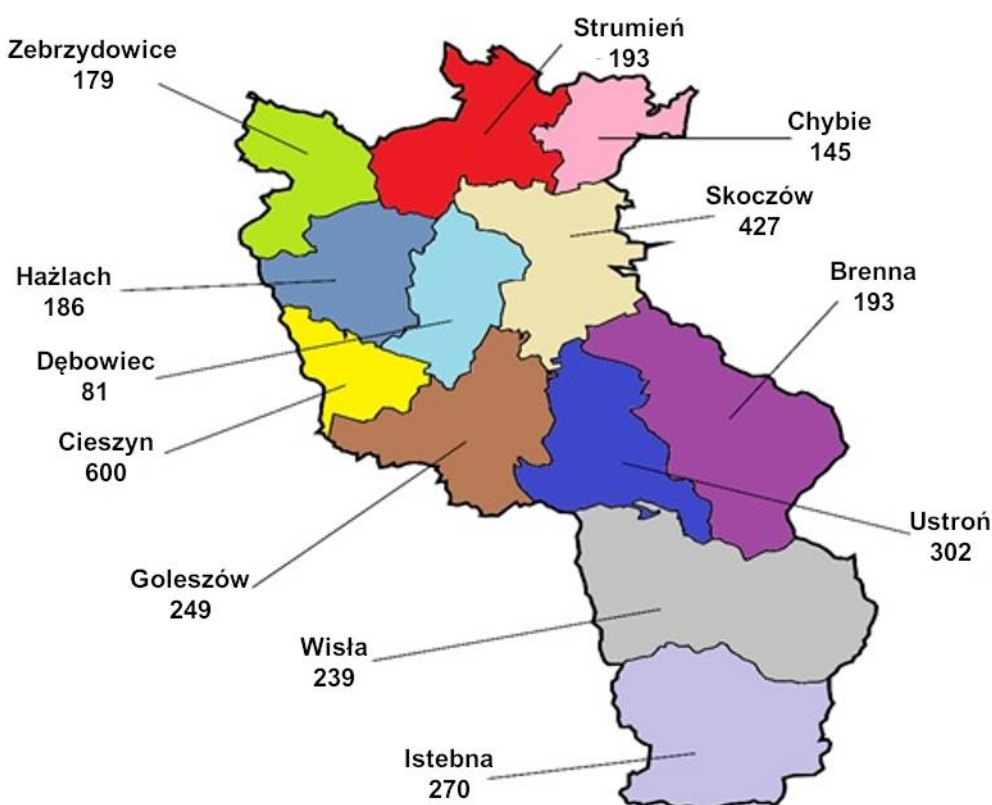 Strumień
193
Zebrzydowice
179
Chybie
145
Skoczów
427
Brenna
193
Hażlach
186
Dębowiec
81
Cieszyn
600
Ustroń
302
Goleszów
249
Wisła
239
Istebna
270